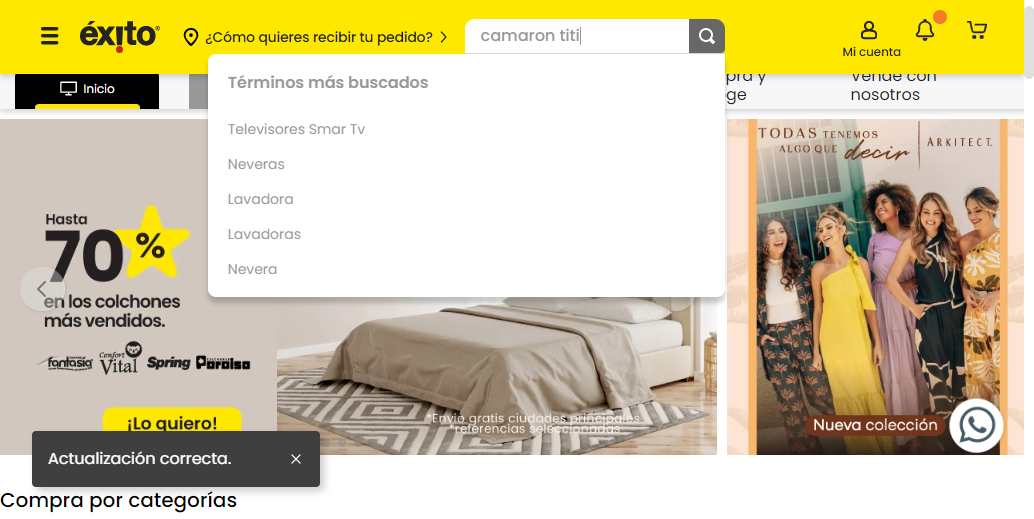 éxito
¿Cómo quieres recibir tu pedido?
camaron titi
Mi cuenta
Términos más buscados
Televisores Smar Tv
Neveras
Lavadora
Lavadoras
Nevera
Inicio
pra y
ge
Vende con
nosotros
Hasta
70%
en los colchones
más vendidos.
fantasia
Confort
Vital
Spring
Paraiso
¡Lo quiero!
*Envío gratis ciudades principales
*referencias seleccionadas
TODAS TENEMOS
ALGO QUE decir
ARKITECT.
Nueva colección
Actualización correcta.
Compra por categorías